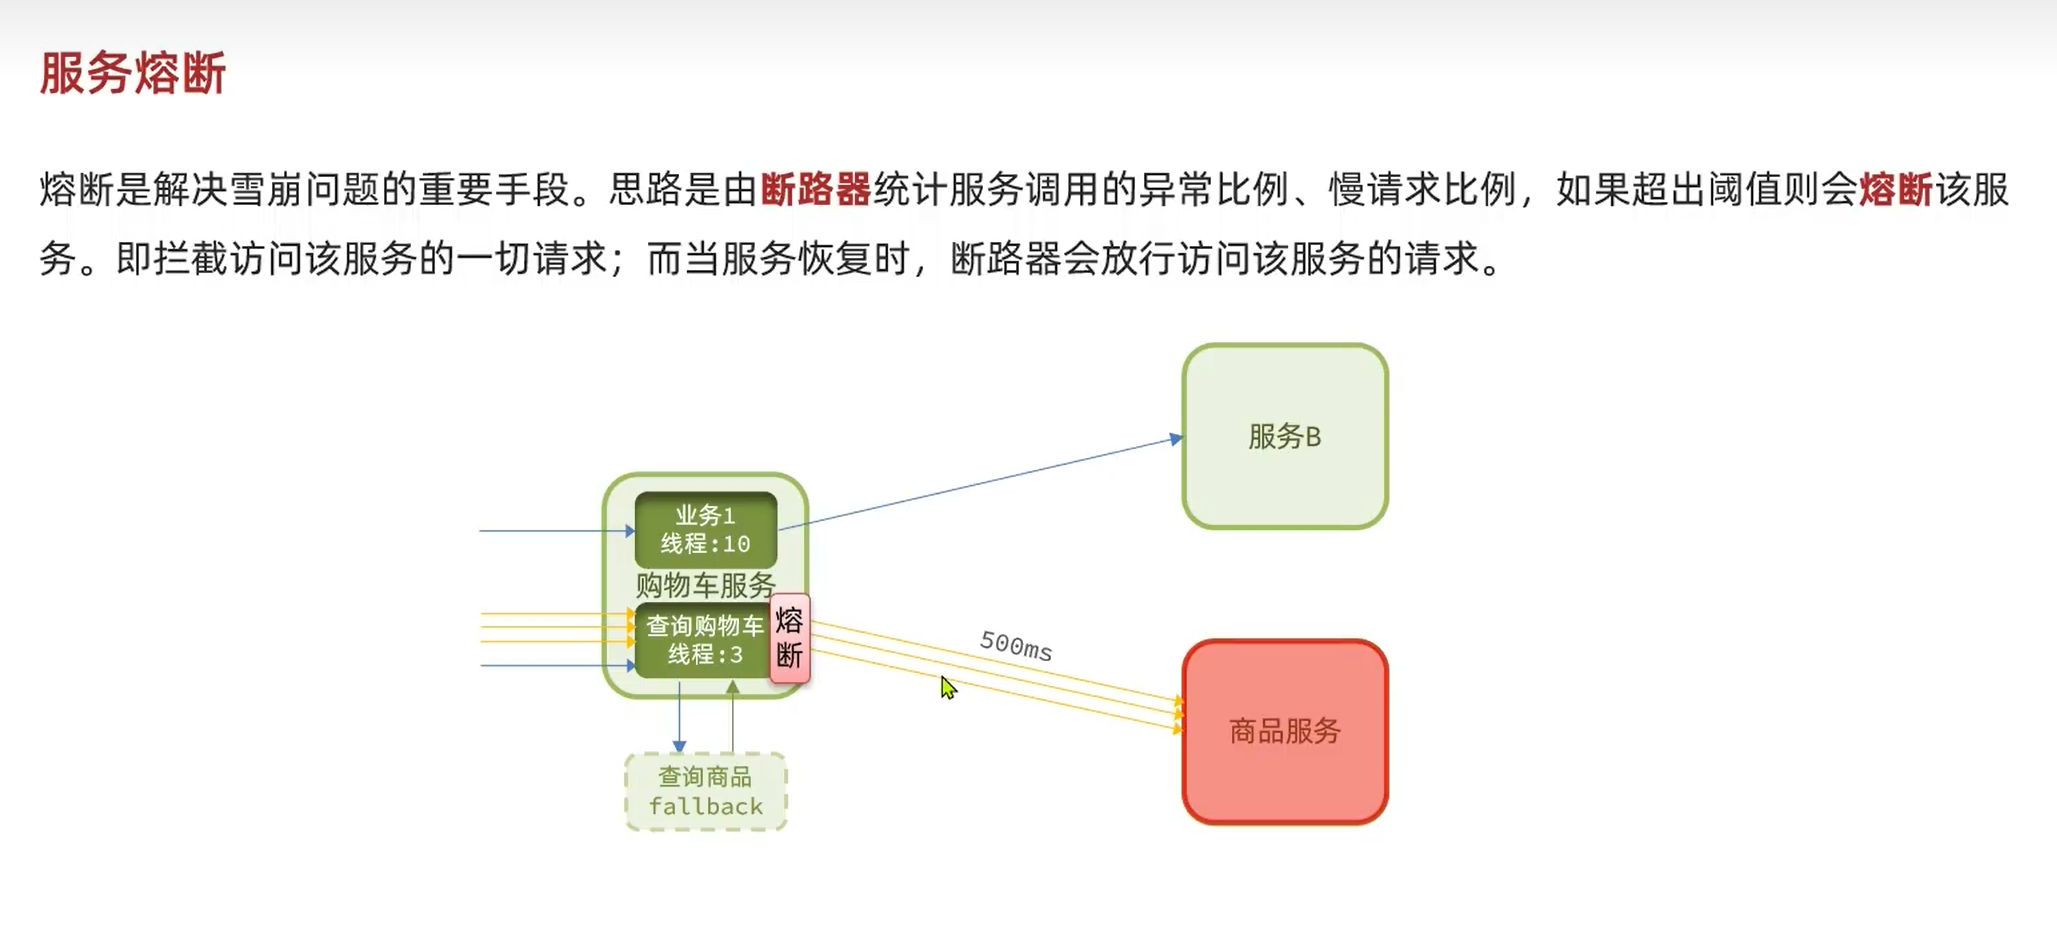 服务熔断
熔断是解决雪崩问题的重要手段。思路是由断路器统计服务调用的异常比例、慢请求比例，如果超出阈值则会熔断该服
务。即拦截访问该服务的一切请求；而当服务恢复时，断路器会放行访问该服务的请求。
服务B
业务1
线程:10
购物车服务
查询购物车
线程:3
熔
断
500ms
商品服务
查询商品
fallback